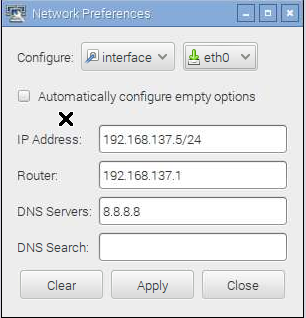 Network Preferences
Configure: interface eth0
Automatically configure empty options
IP Address: 192.168.137.5/24
Router: 192.168.137.1
DNS Servers: 8.8.8.8
DNS Search:
Clear Apply Close